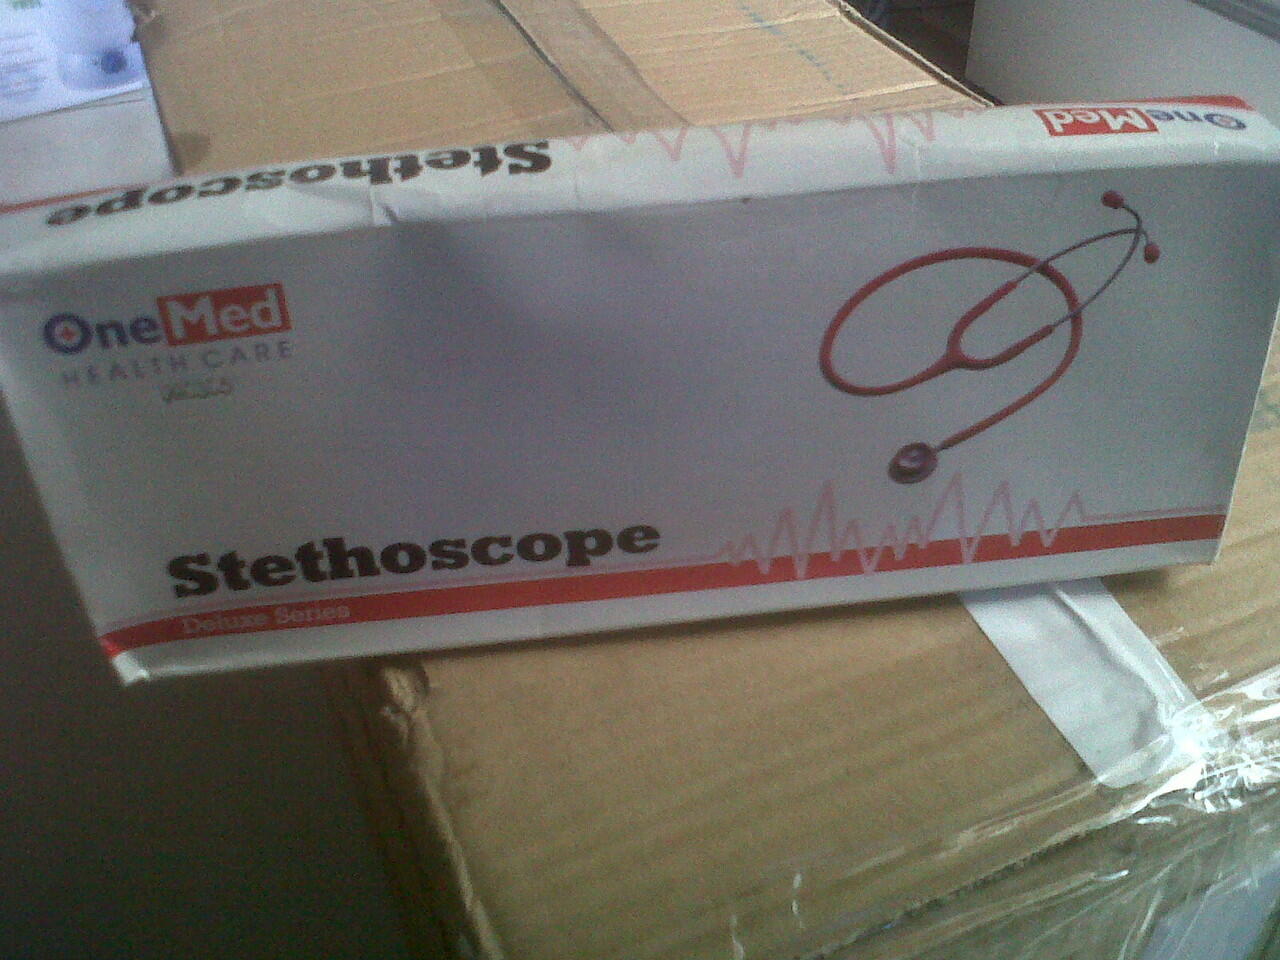 Stethoscope
OneMed
OneMed
HEALTH CARE
Stethoscope
Deluxe Series